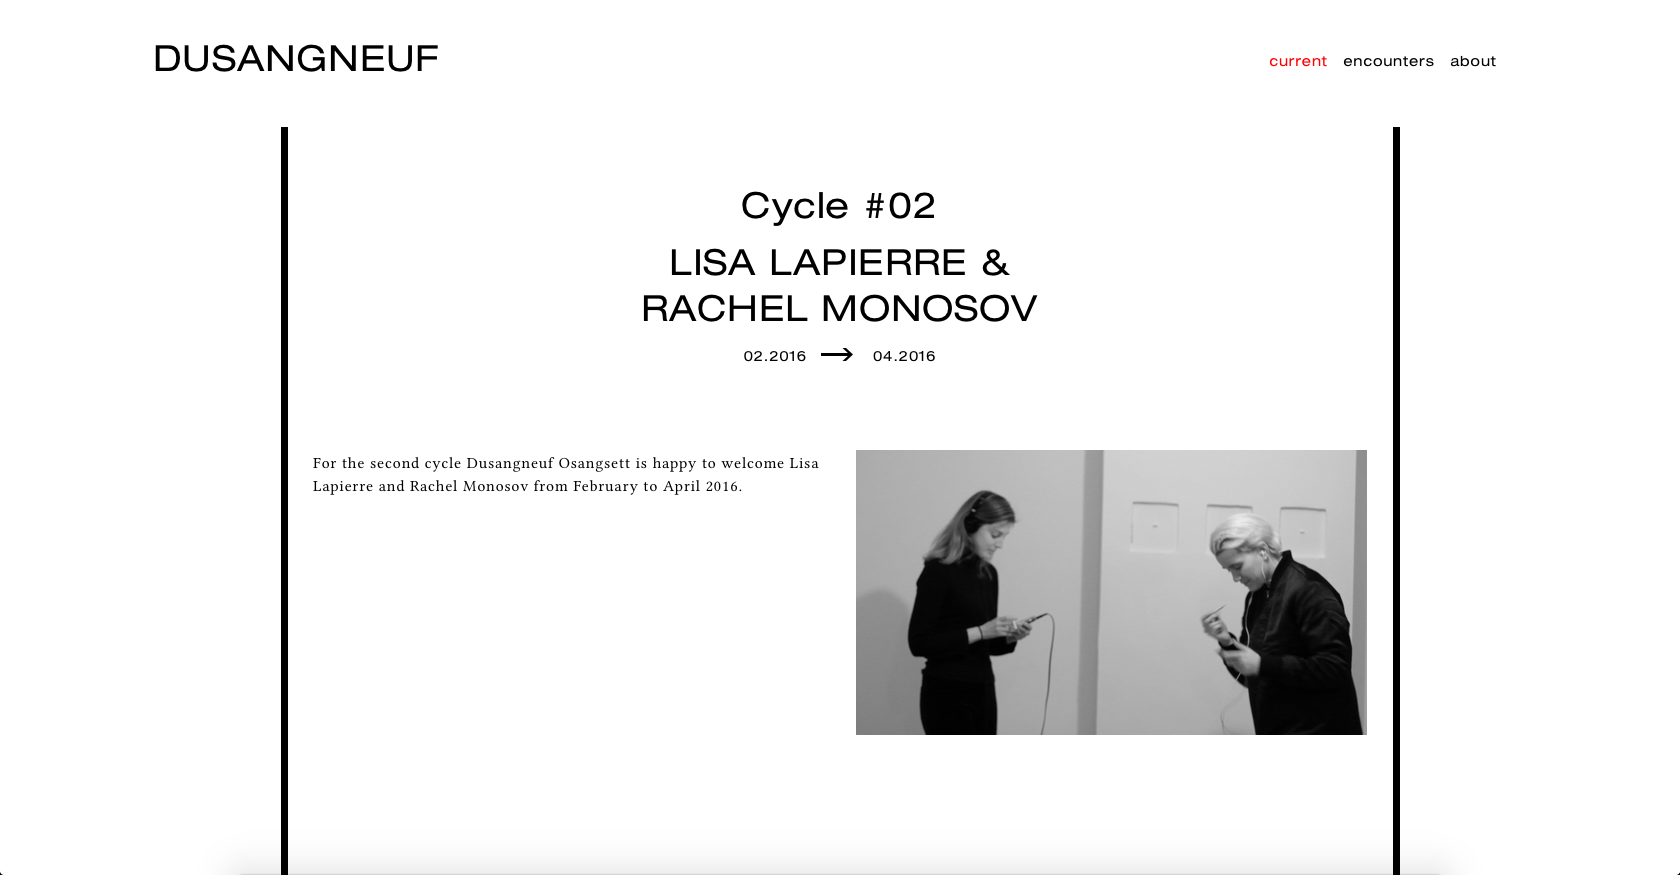 DUSANGNEUF
current encounters about
Cycle #02
LISA LAPIERRE &
RACHEL MONOSOV
02.2016 → 04.2016
For the second cycle Dusangneuf Osangsett is happy to welcome Lisa
Lapierre and Rachel Monosov from February to April 2016.